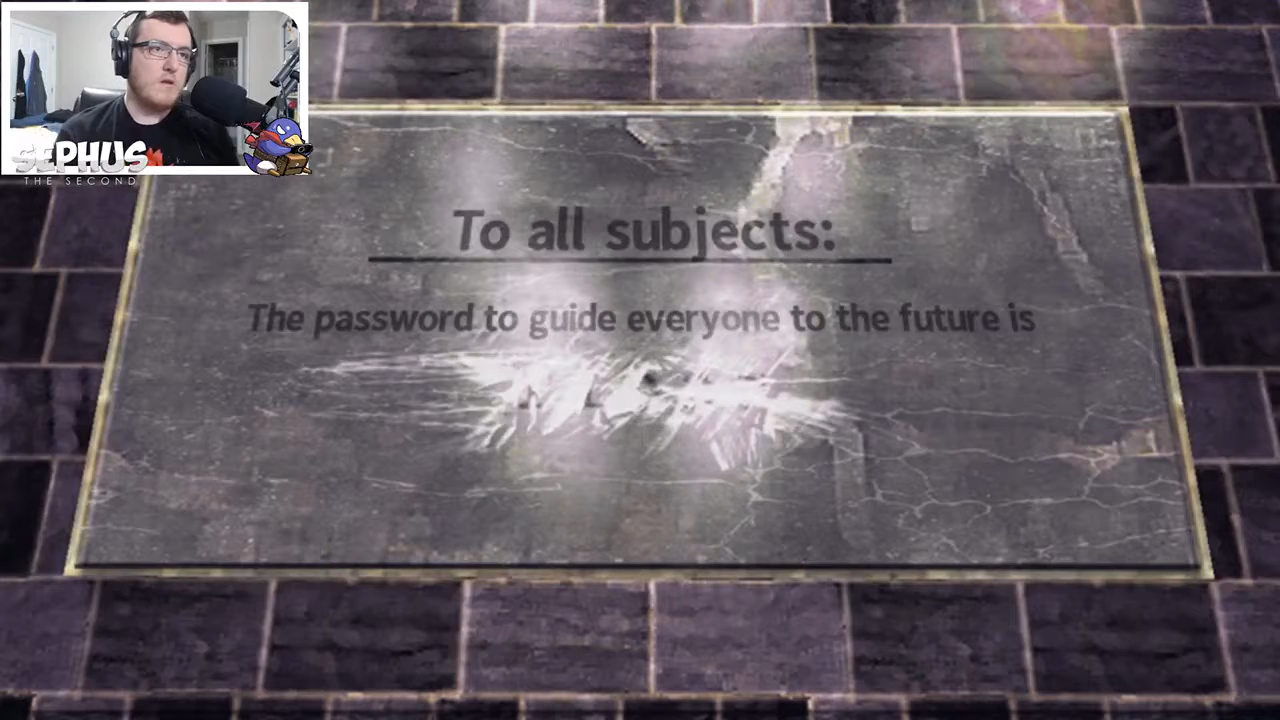 SEPHUS
THE SECOND
To all subjects:
The password to guide everyone to the future is